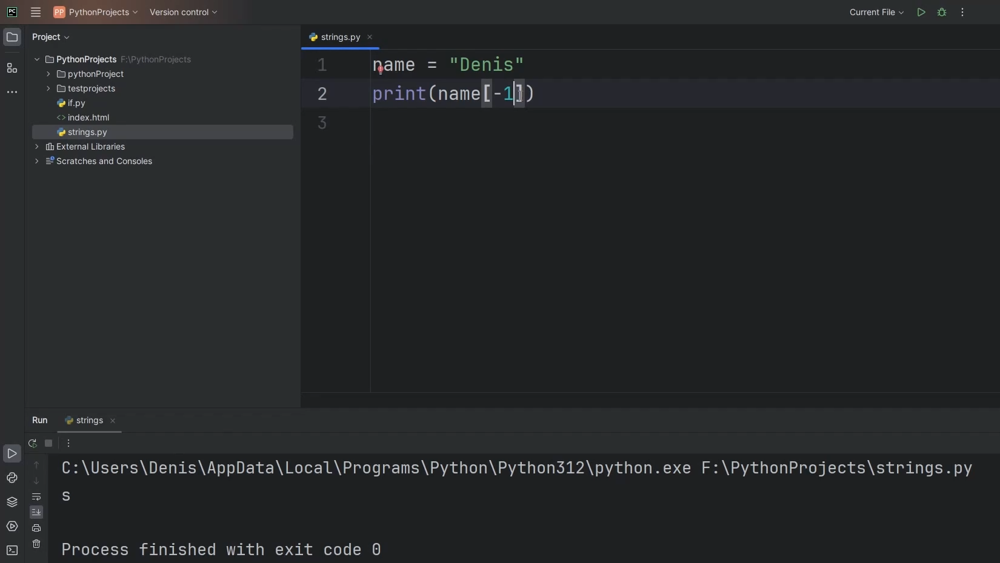 PC PP PythonProjects Version control Current File
Project
strings.py
PythonProjects F:\PythonProjects
pythonProject
testprojects
if.py
<> index.html
strings.py
External Libraries
Scratches and Consoles
1 name = "Denis"
2 print(name[-1])
3
Run strings
C:\Users\Denis\AppData\Local\Programs\Python\Python312\python.exe F:\PythonProjects\strings.py
s
Process finished with exit code 0